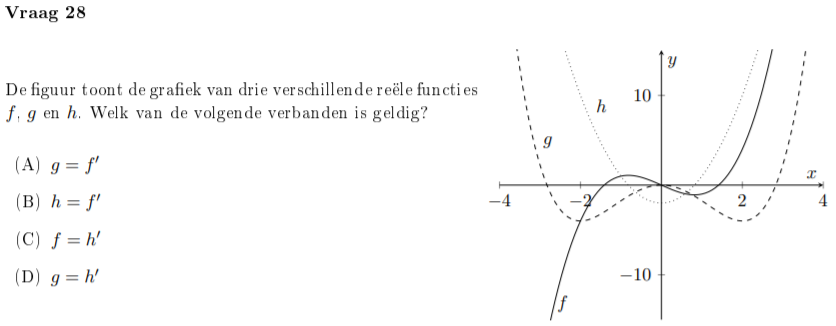 Vraag 28
De figuur toont de grafiek van drie verschillende reële functies
f, g en h. Welk van de volgende verbanden is geldig?
(A) g = f′
(B) h = f′
(C) f = h′
(D) g = h′
y
10
h
g
x
−4
−2
2
4
−10
f